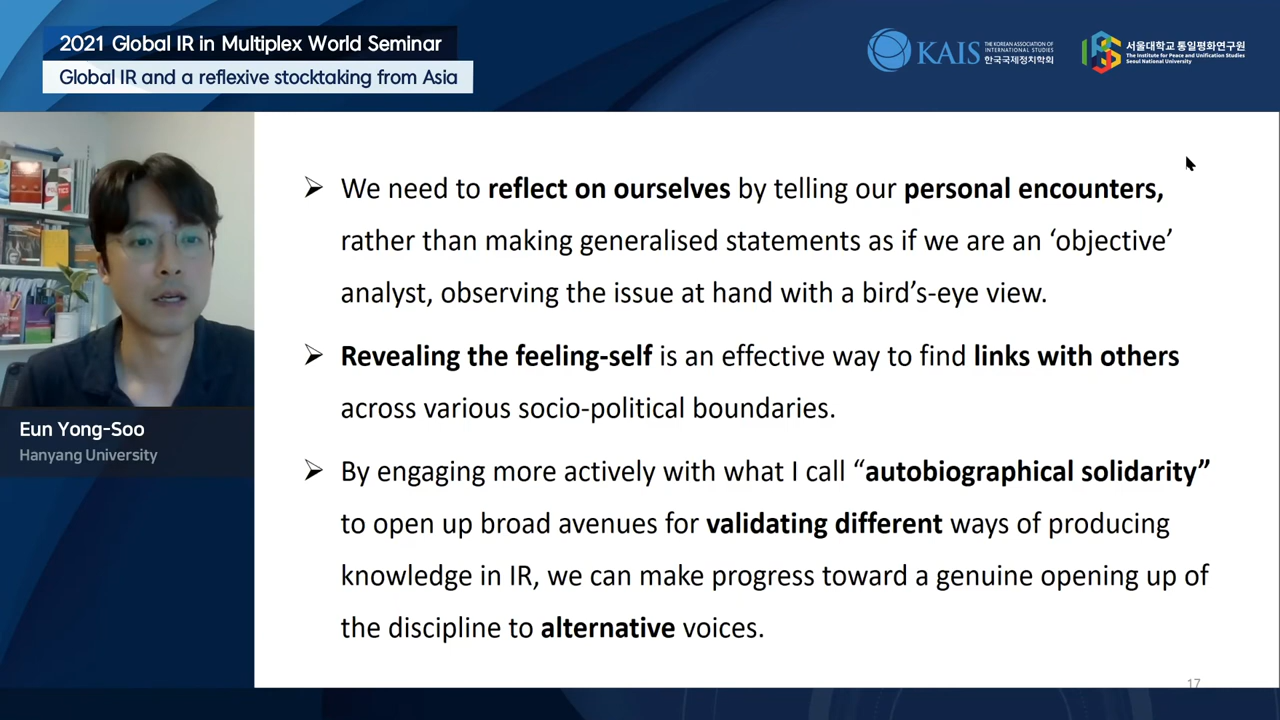 2021 Global IR in Multiplex World Seminar
Global IR and a reflexive stocktaking from Asia
KAIS
THE KOREAN ASSOCIATION OF
INTERNATIONAL STUDIES
한국국제정치학회
서울대학교 통일평화연구원
The Institute for Peace and Unification Studies
Seoul National University
➢ We need to reflect on ourselves by telling our personal encounters,
rather than making generalised statements as if we are an ‘objective’
analyst, observing the issue at hand with a bird’s-eye view.
➢ Revealing the feeling-self is an effective way to find links with others
across various socio-political boundaries.
➢ By engaging more actively with what I call “autobiographical solidarity”
to open up broad avenues for validating different ways of producing
knowledge in IR, we can make progress toward a genuine opening up of
the discipline to alternative voices.
Eun Yong-Soo
Hanyang University
17